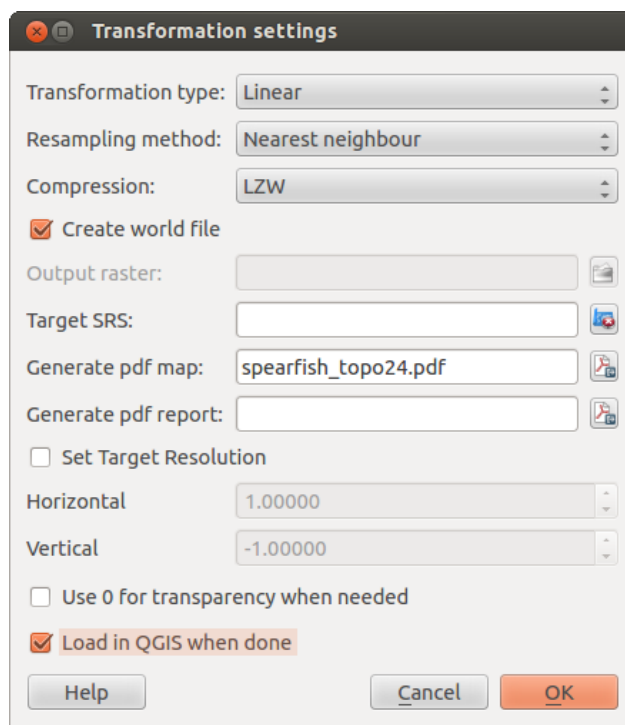 Transformation settings
Transformation type: Linear
Resampling method: Nearest neighbour
Compression: LZW
Create world file
Output raster:
Target SRS:
Generate pdf map: spearfish_topo24.pdf
Generate pdf report:
Set Target Resolution
Horizontal 1.00000
Vertical -1.00000
Use 0 for transparency when needed
Load in QGIS when done
Help Cancel OK